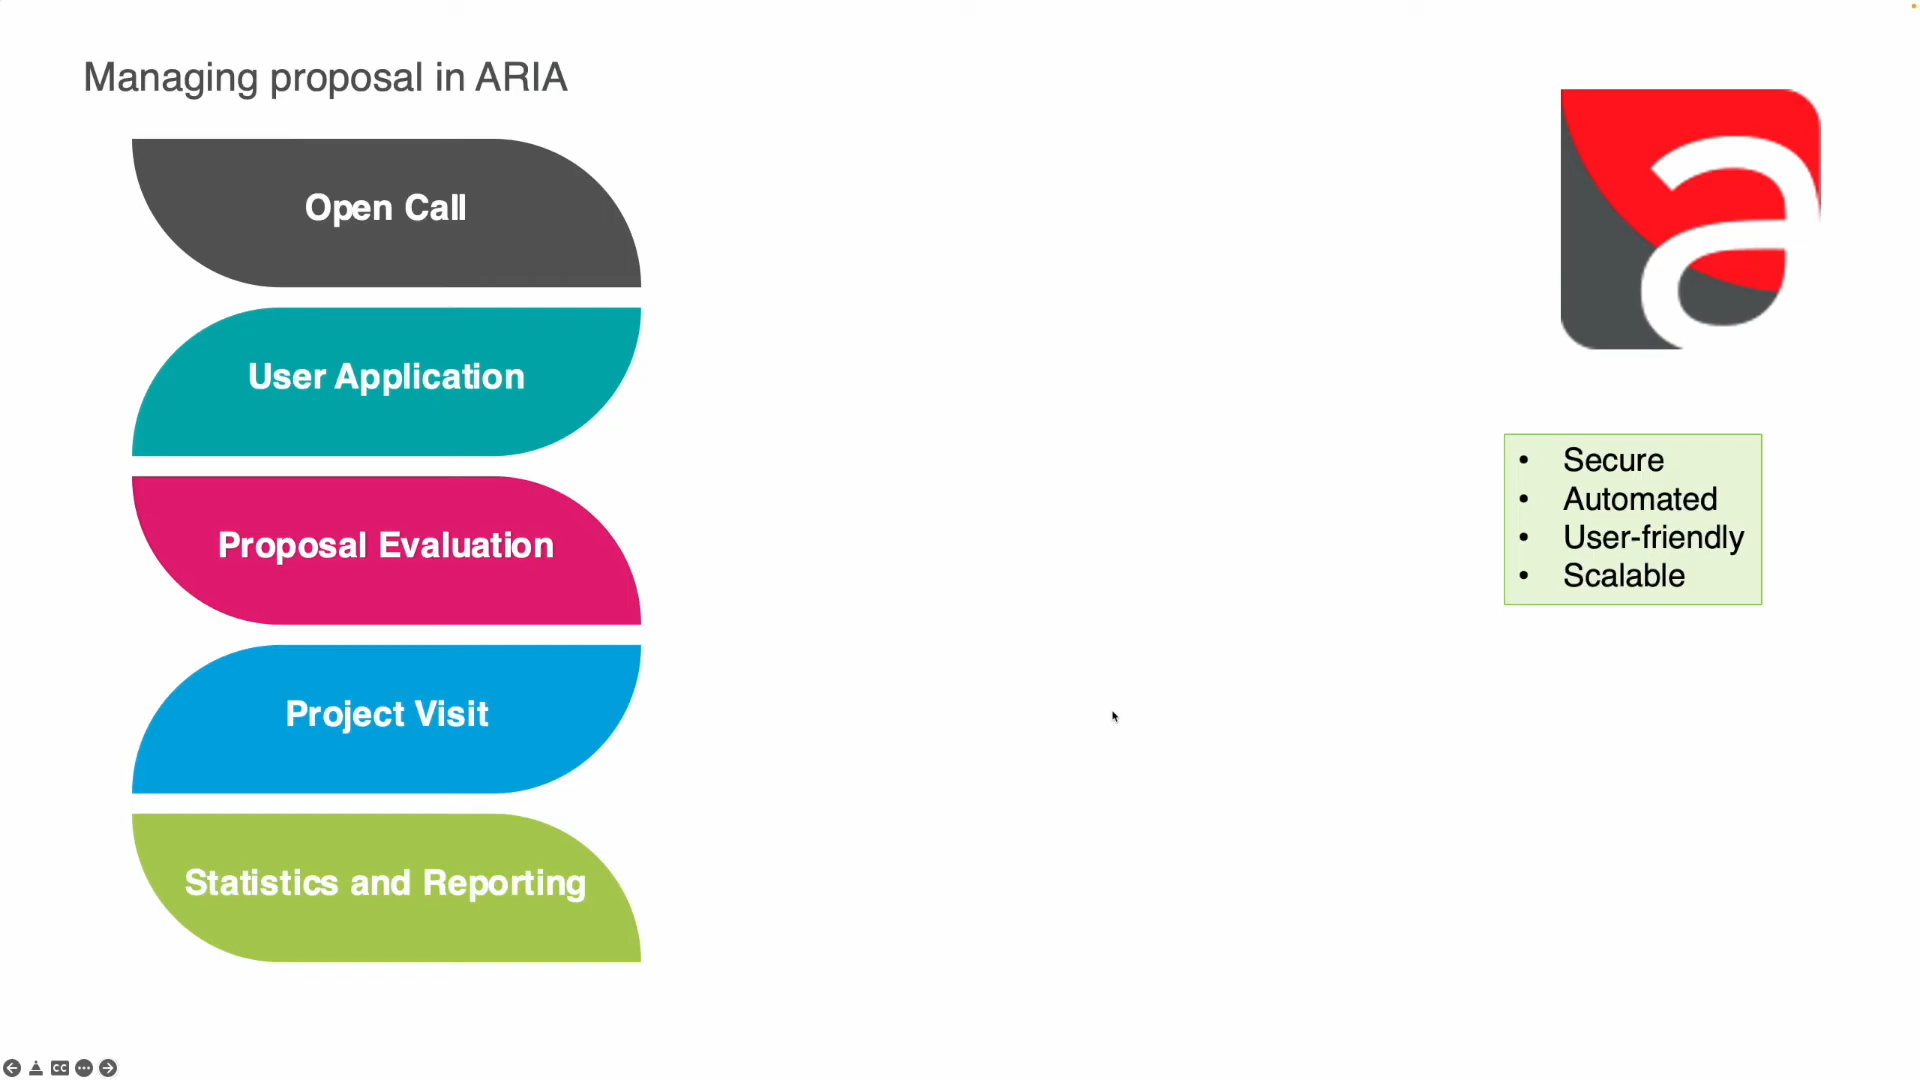 Managing proposal in ARIA
Open Call
User Application
Proposal Evaluation
Project Visit
Statistics and Reporting
a
• Secure
• Automated
• User-friendly
• Scalable
CC